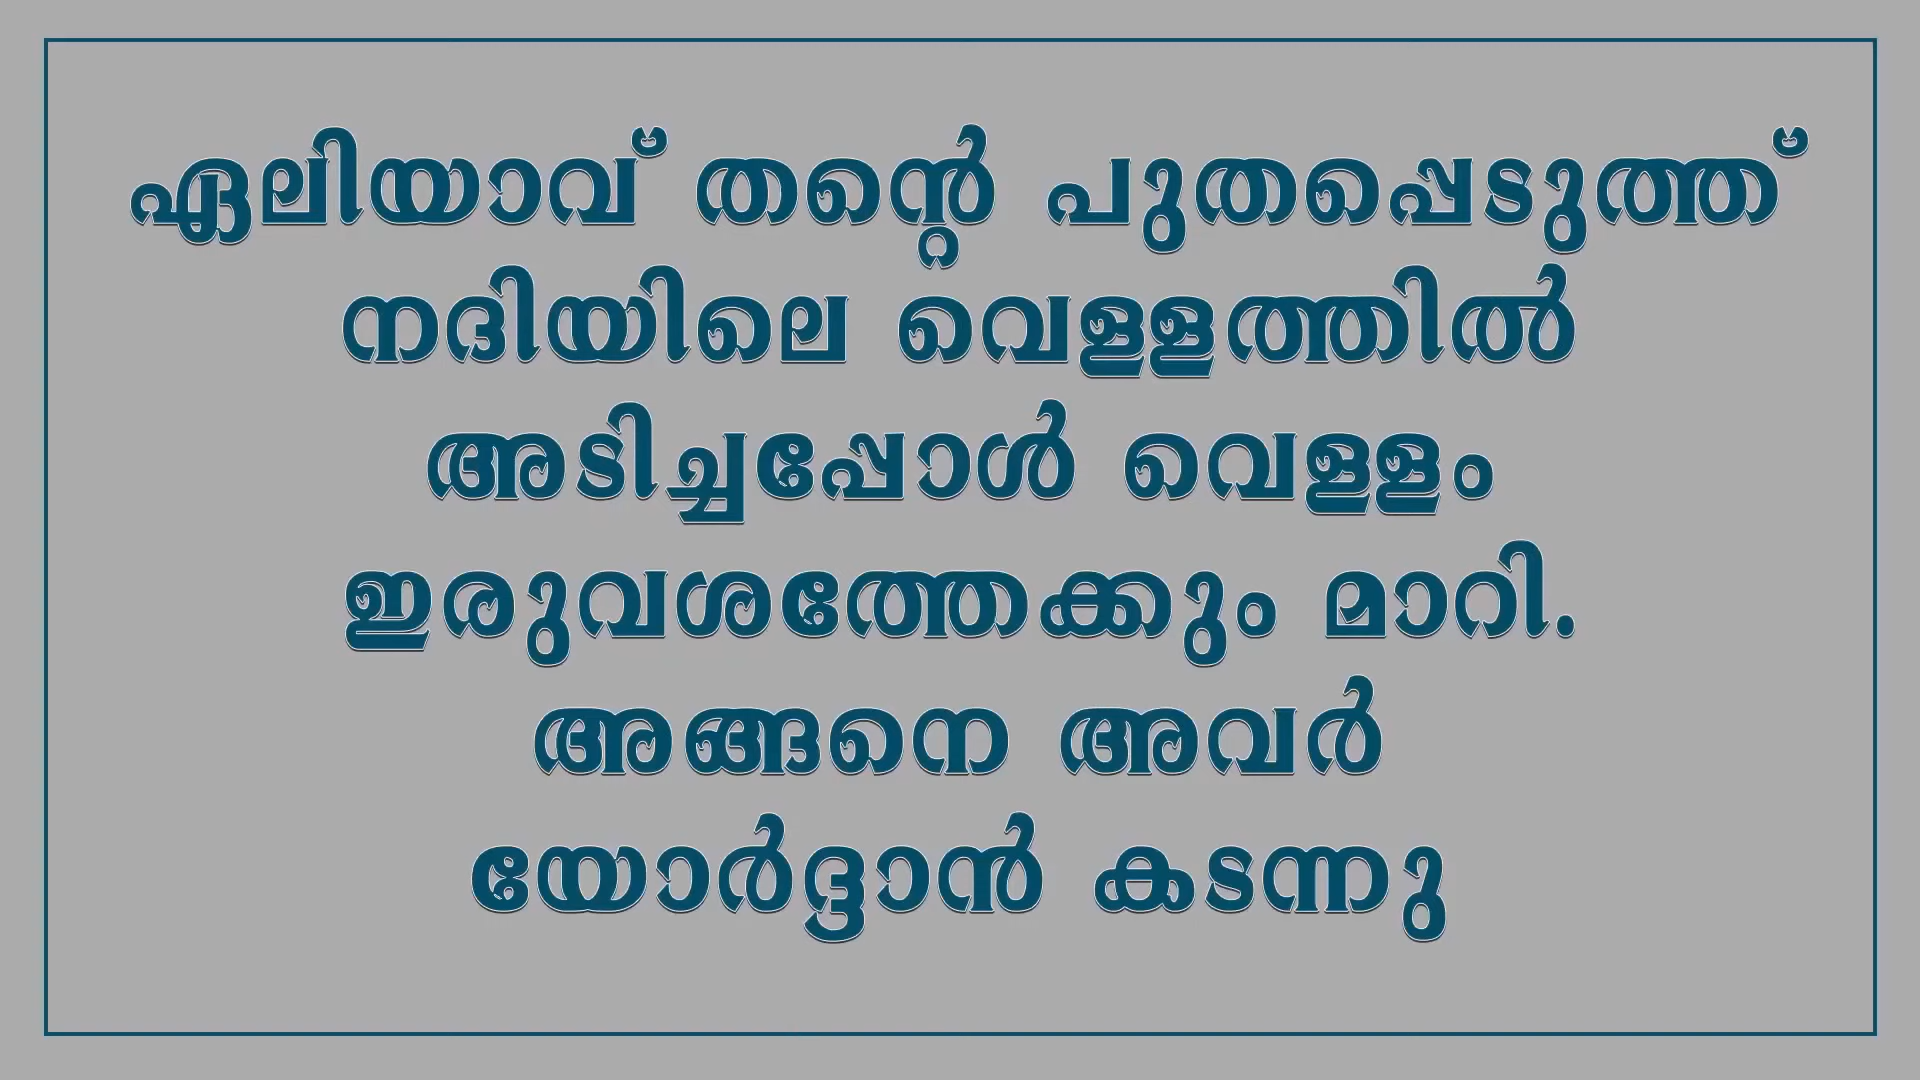 ഏലിയാവ് തന്റെ പുതപ്പെടുത്ത്
നദിയിലെ വെള്ളത്തിൽ
അടിച്ചപ്പോൾ വെള്ളം
ഇരുവശത്തേക്കും മാറി.
അങ്ങനെ അവർ
യോർദ്ദാൻ കടന്നു